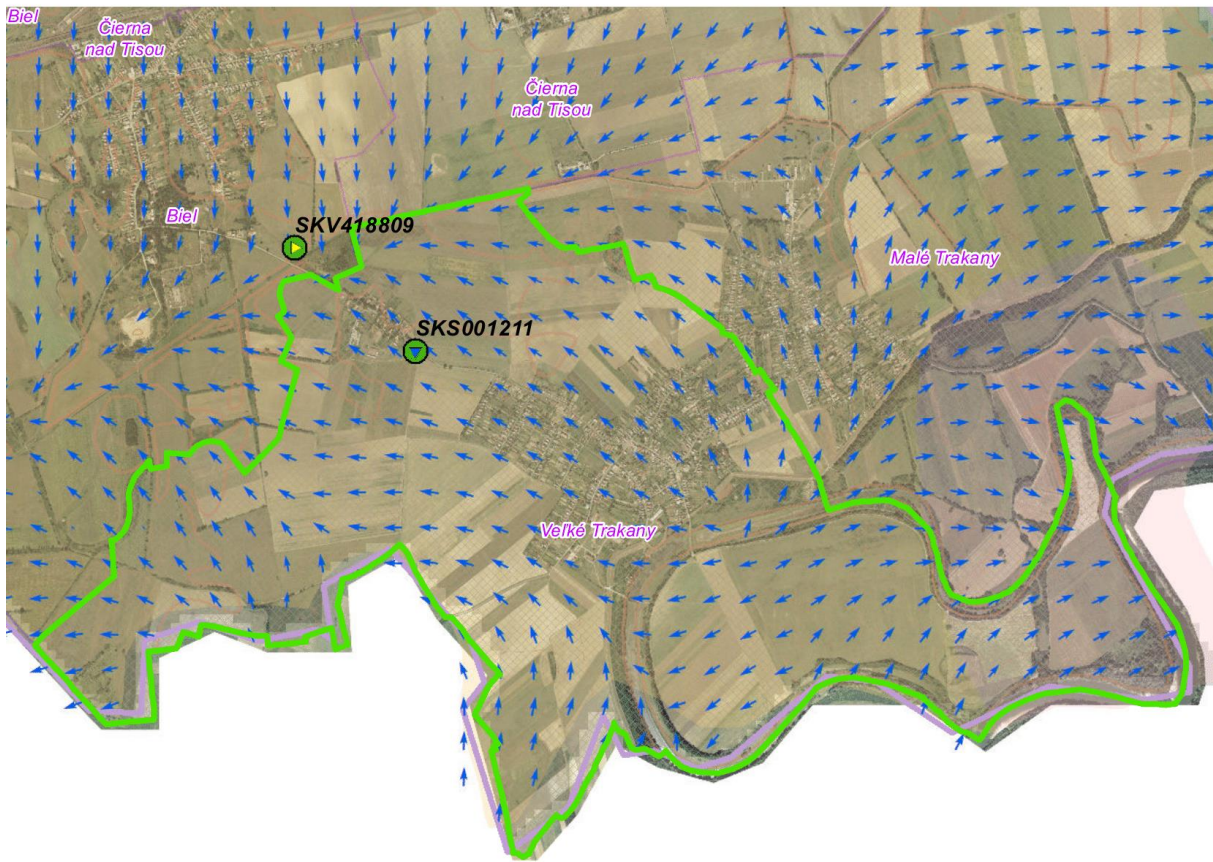 Biel
Čierna
nad Tisou
Čierna
nad Tisou
Biel
SKV418809
Malé Trakany
SKS001211
Veľké Trakany